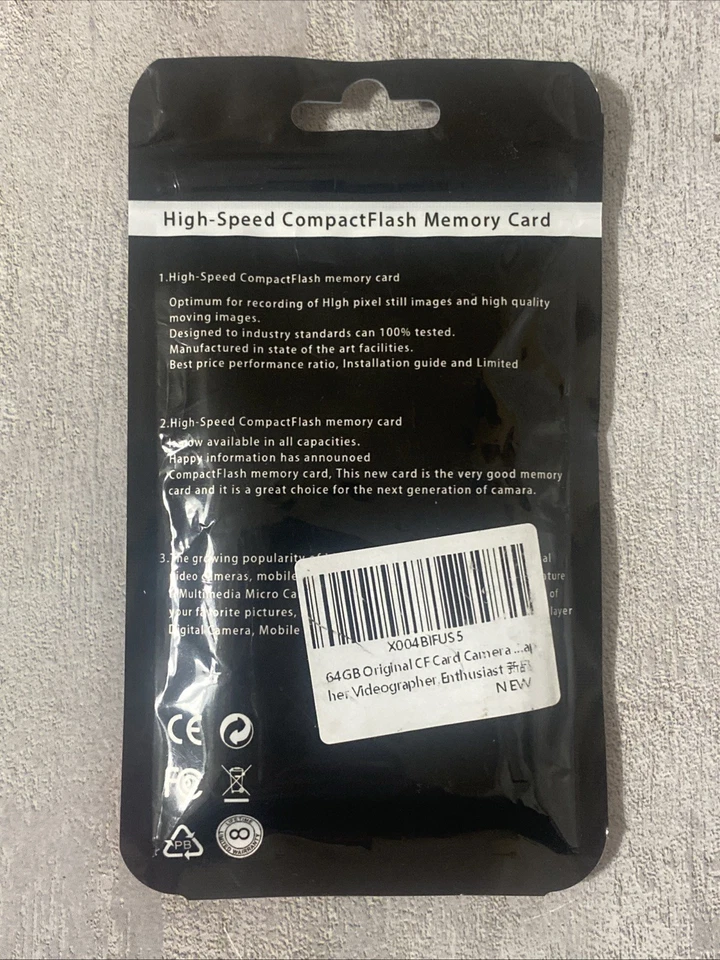 High-Speed CompactFlash Memory Card
1.High-Speed CompactFlash memory card
Optimum for recording of HIgh pixel still images and high quality
moving images.
Designed to industry standards can 100% tested.
Manufactured in state of the art facilities.
Best price performance ratio, Installation guide and Limited
2.High-Speed CompactFlash memory card
now available in all capacities.
Happy information has announoed
CompactFlash memory card, This new card is the very good memory
card and it is a great choice for the next generation of camara.
3.The growing popularity
video cameras, mobile
Multimedia Micro Ca
of
your favorite pictures,
layer
Digital Camera, Mobile
X004BIFUS5
64GB Original CF Card Camera ...ap
her Videographer Enthusiast 新品
NEW
CE
FC
PB